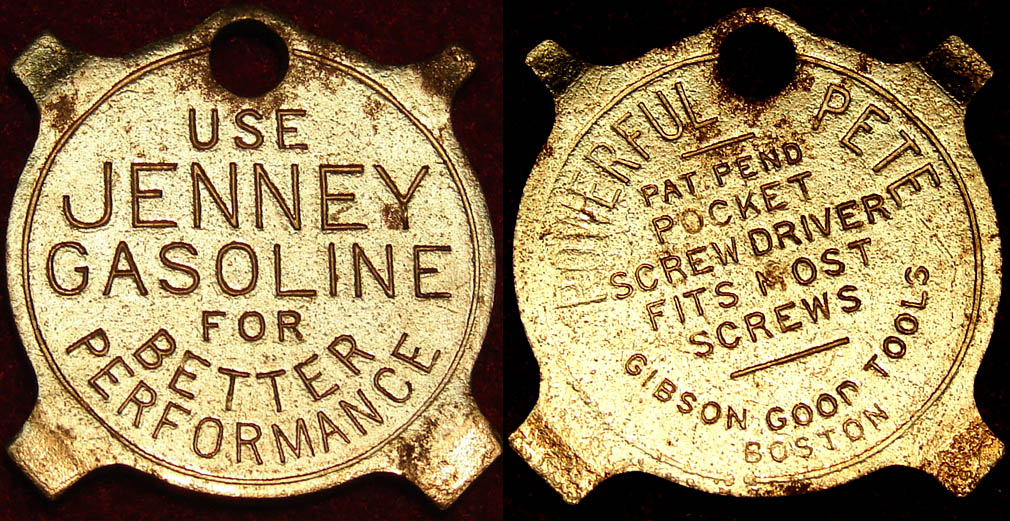 USE
JENNEY
GASOLINE
FOR
BETTER
PERFORMANCE
POWERFUL PETE
PAT. PEND
POCKET
SCREWDRIVER
FITS MOST
SCREWS
GIBSON GOOD TOOLS
BOSTON